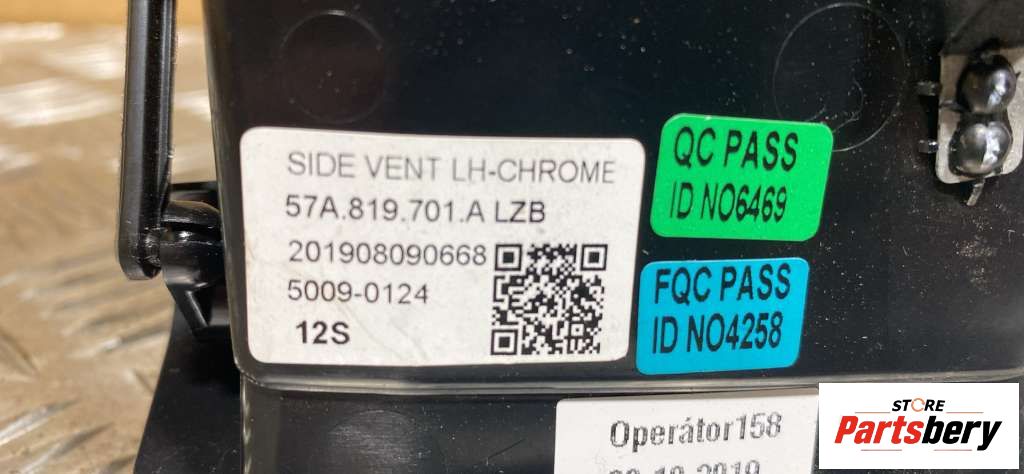 SIDE VENT LH-CHROME
57A.819.701.A LZB
201908090668
5009-0124
12S
QC PASS
ID NO6469
FQC PASS
ID NO4258
Operátor158
STORE
Partsbery